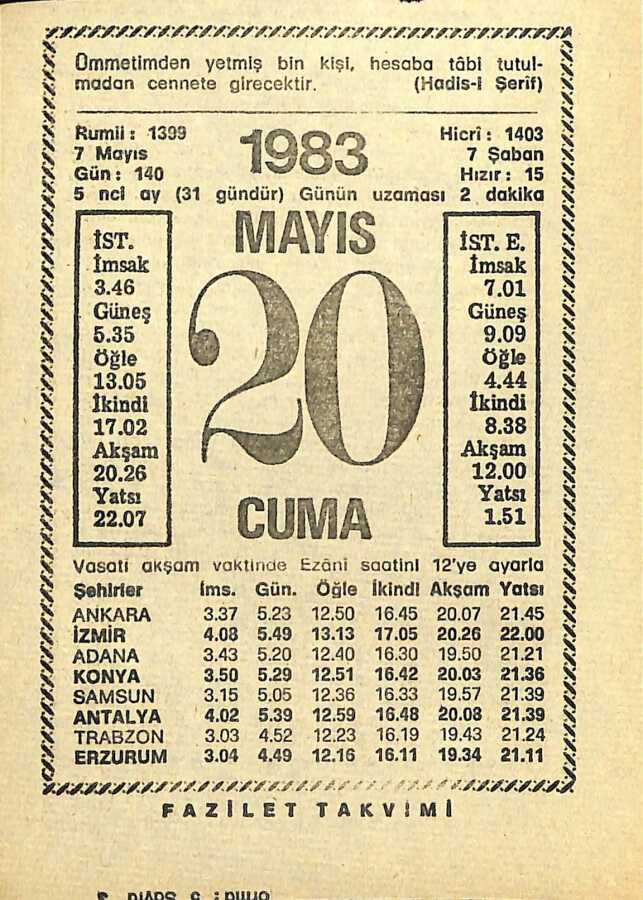 Ommetimden yetmiş bin kişi, hesaba tâbi tutul-
madan cennete girecektir. (Hadis-i Şerîf)
Rumii : 1399 1983 Hicrî : 1403
7 Mayıs 7 Şaban
Gün : 140 Hızır : 15
5 nci ay (31 gündür) Günün uzaması 2 dakika
MAYIS
20
CUMA
İST.
İmsak
3.46
Güneş
5.35
Öğle
13.05
İkindi
17.02
Akşam
20.26
Yatsı
22.07
İST. E.
İmsak
7.01
Güneş
9.09
Öğle
4.44
İkindi
8.38
Akşam
12.00
Yatsı
1.51
Vasati akşam vaktinde Ezâni saatini 12'ye ayarla
Şehirler İms. Gün. Öğle İkindi Akşam Yatsı
ANKARA 3.37 5.23 12.50 16.45 20.07 21.45
İZMİR 4.08 5.49 13.13 17.05 20.26 22.00
ADANA 3.43 5.20 12.40 16.30 19.50 21.21
KONYA 3.50 5.29 12.51 16.42 20.03 21.36
SAMSUN 3.15 5.05 12.36 16.33 19.57 21.39
ANTALYA 4.02 5.39 12.59 16.48 20.08 21.39
TRABZON 3.03 4.52 12.23 16.19 19.43 21.24
ERZURUM 3.04 4.49 12.16 16.11 19.34 21.11
FAZİLET TAKVİMİ